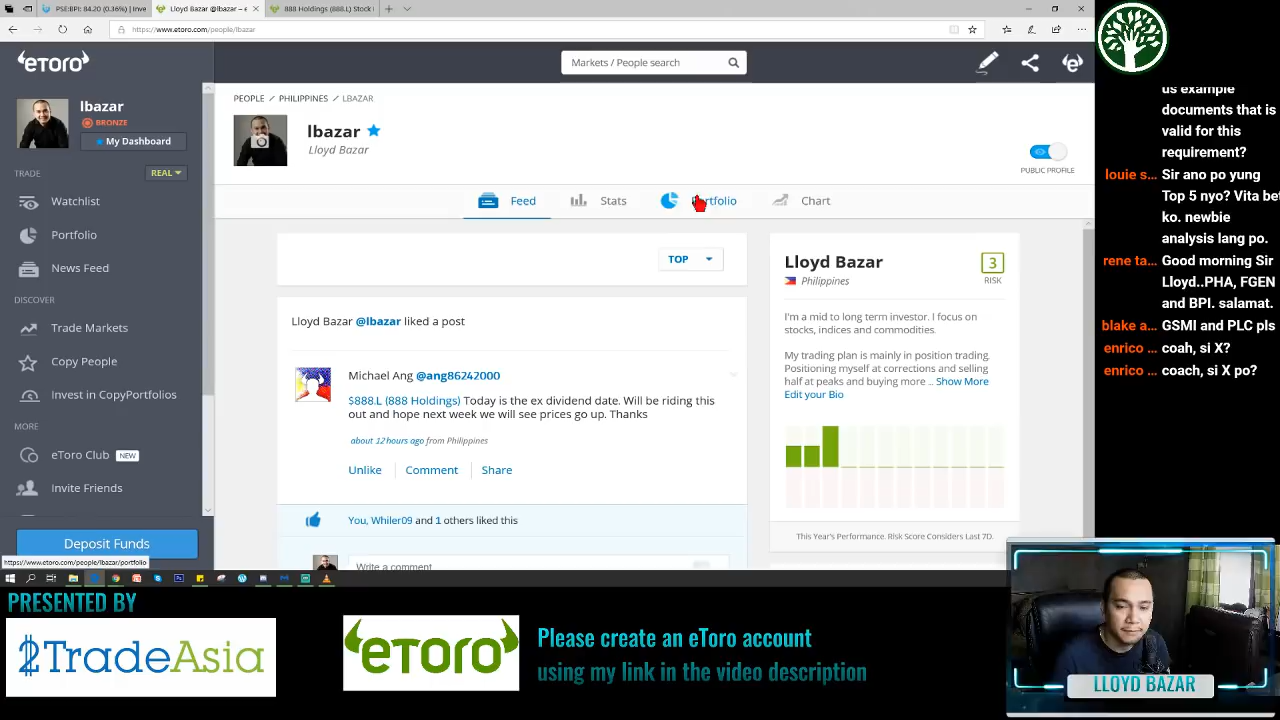 PSE:BPI: 84.20 (0.36%) | Inve
Lloyd Bazar @lbazar – e
888 Holdings (888.L) Stock
https://www.etoro.com/people/lbazar
eToro
Markets / People search
lbazar
BRONZE
My Dashboard
TRADE
REAL
Watchlist
Portfolio
News Feed
DISCOVER
Trade Markets
Copy People
Invest in CopyPortfolios
MORE
eToro Club NEW
Invite Friends
Deposit Funds
https://www.etoro.com/people/lbazar/portfolio
PEOPLE / PHILIPPINES / LBAZAR
lbazar
Lloyd Bazar
PUBLIC PROFILE
Feed
Stats
Portfolio
Chart
TOP
Lloyd Bazar @lbazar liked a post
Michael Ang @ang86242000
$888.L (888 Holdings) Today is the ex dividend date. Will be riding this
out and hope next week we will see prices go up. Thanks
about 12 hours ago from Philippines
Unlike
Comment
Share
You, Whiler09 and 1 others liked this
Write a comment
Lloyd Bazar
Philippines
3
RISK
I'm a mid to long term investor. I focus on
stocks, indices and commodities.
My trading plan is mainly in position trading.
Positioning myself at corrections and selling
half at peaks and buying more .. Show More
Edit your Bio
This Year's Performance. Risk Score Considers Last 7D.
us example
documents that is
valid for this
requirement?
louie s... Sir ano po yung
Top 5 nyo? Vita bet
ko. newbie
analysis lang po.
rene ta... Good morning Sir
Lloyd..PHA, FGEN
and BPI. salamat.
blake a... GSMI and PLC pls
enrico ... coah, si X?
enrico ... coach, si X po?
PRESENTED BY
2TradeAsia
eToro
Please create an eToro account
using my link in the video description
LLOYD BAZAR